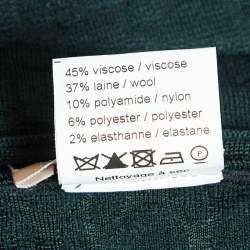 45% viscose / viscose
37% laine / wool
10% polyamide / nylon
6% polyester / polyester
2% elasthanne / elastane
P
Nettoyage à sec